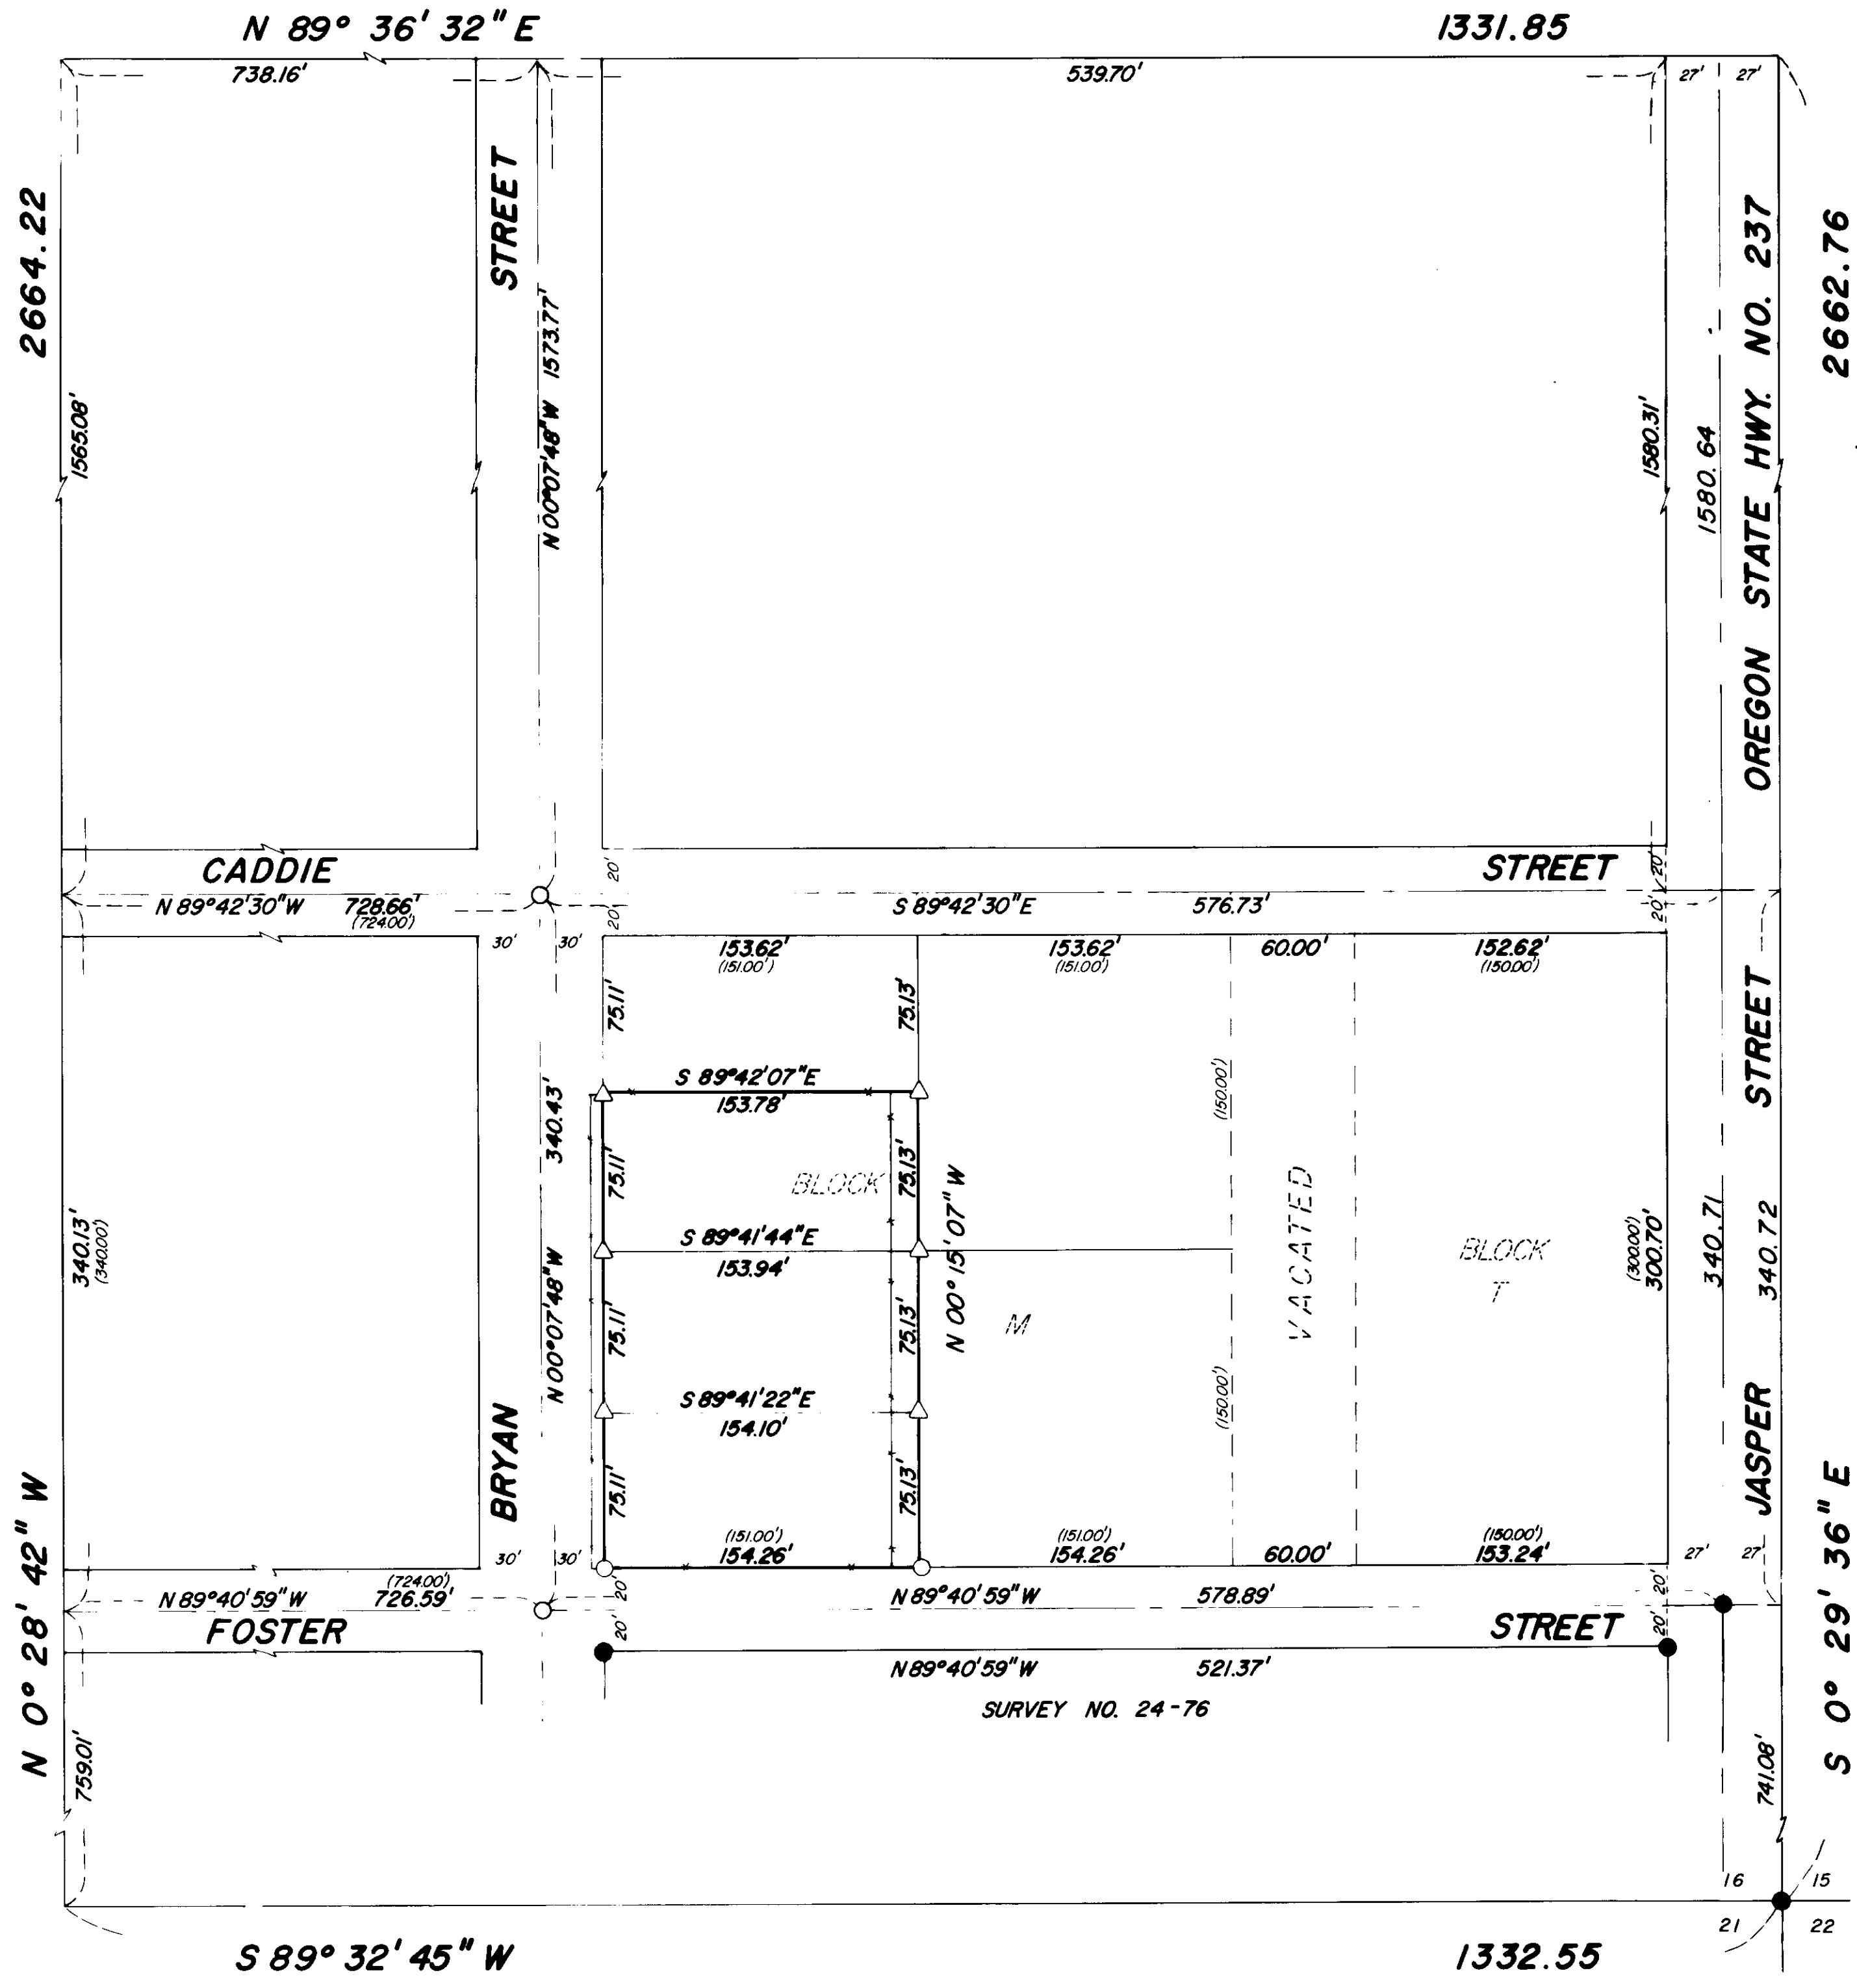 N 89° 36' 32" E
1331.85
738.16'
539.70'
27'
27'
2664.22
STREET
OREGON STATE HWY. NO. 237
2662.76
1565.08'
N 00°07'48"W 1573.77'
1580.31'
1580.64
CADDIE
STREET
20'
20'
N 89°42'30"W 728.66'
(724.00')
S 89°42'30"E 576.73'
20'
20'
30'
30'
153.62'
(151.00')
153.62'
(151.00')
60.00'
152.62'
(150.00')
75.11'
75.13'
S 89°42'07"E
153.78'
(150.00')
STREET
340.43'
75.11'
BLOCK
75.13'
N 00° 15' 07" W
VACATED
S 89°41'44"E
153.94'
BLOCK
T
340.13'
(340.00')
(300.00')
300.70'
340.71
340.72
N 00°07'48"W
75.11'
75.13'
M
S 89°41'22"E
154.10'
(150.00')
BRYAN
JASPER
75.11'
75.13'
(151.00')
154.26'
(151.00')
154.26'
60.00'
(150.00')
153.24'
30'
30'
27'
27'
N 0° 28' 42" W
S 0° 29' 36" E
(724.00')
N 89°40'59"W 726.59'
20'
N 89°40'59"W 578.89'
20'
FOSTER
20'
STREET
20'
N 89°40'59"W 521.37'
SURVEY NO. 24-76
759.01'
741.08'
16
15
21
22
S 89° 32' 45" W
1332.55